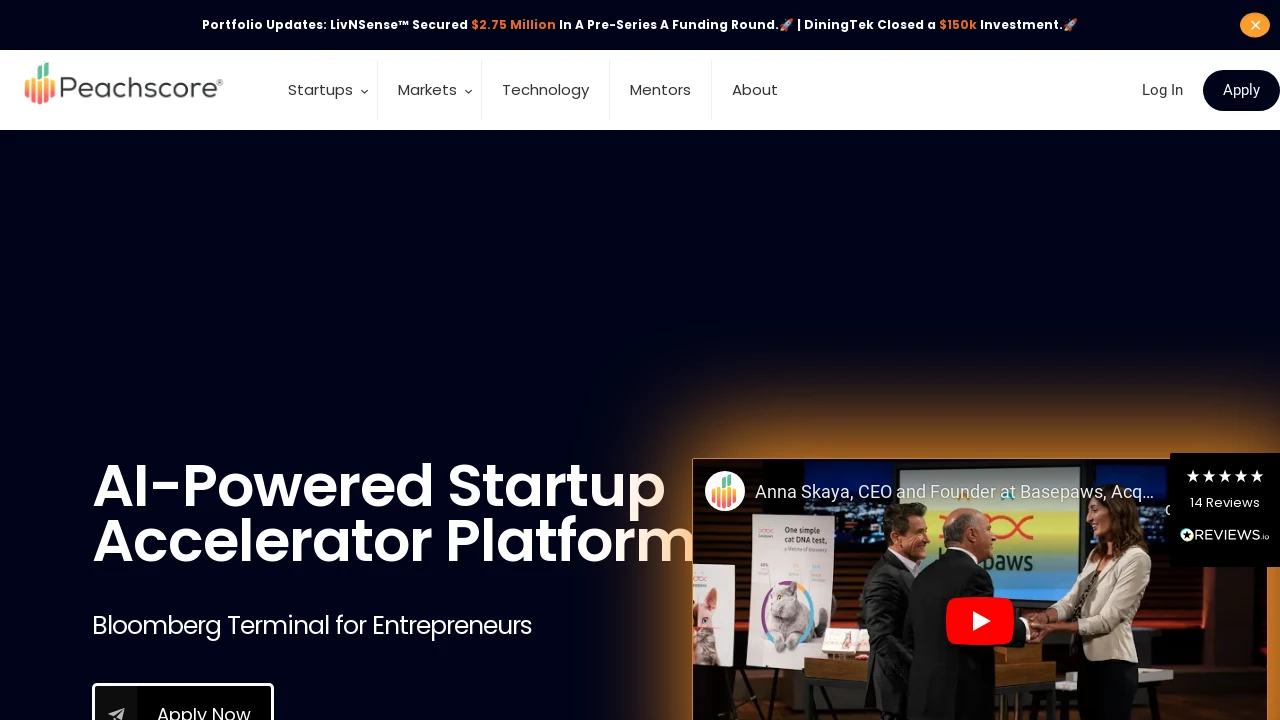 Portfolio Updates: LivNSense™ Secured $2.75 Million In A Pre-Series A Funding Round.🚀 | DiningTek Closed a $150k Investment.🚀
Peachscore®
Startups
Markets
Technology
Mentors
About
Log In
Apply
AI-Powered Startup
Accelerator Platform
Bloomberg Terminal for Entrepreneurs
Apply Now
Anna Skaya, CEO and Founder at Basepaws, Acq...
One simple
cat DNA test,
basepaws
14 Reviews
REVIEWS.io